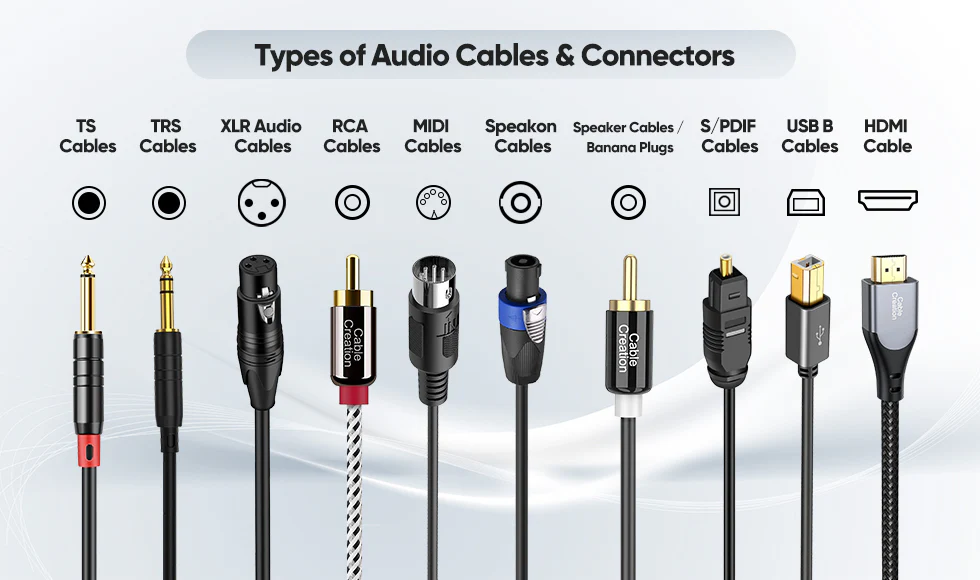 Types of Audio Cables & Connectors
TS
Cables
TRS
Cables
XLR Audio
Cables
RCA
Cables
MIDI
Cables
Speakon
Cables
Speaker Cables /
Banana Plugs
S/PDIF
Cables
USB B
Cables
HDMI
Cable
Cable
Creation
Cable
Creation
Cable
Creation